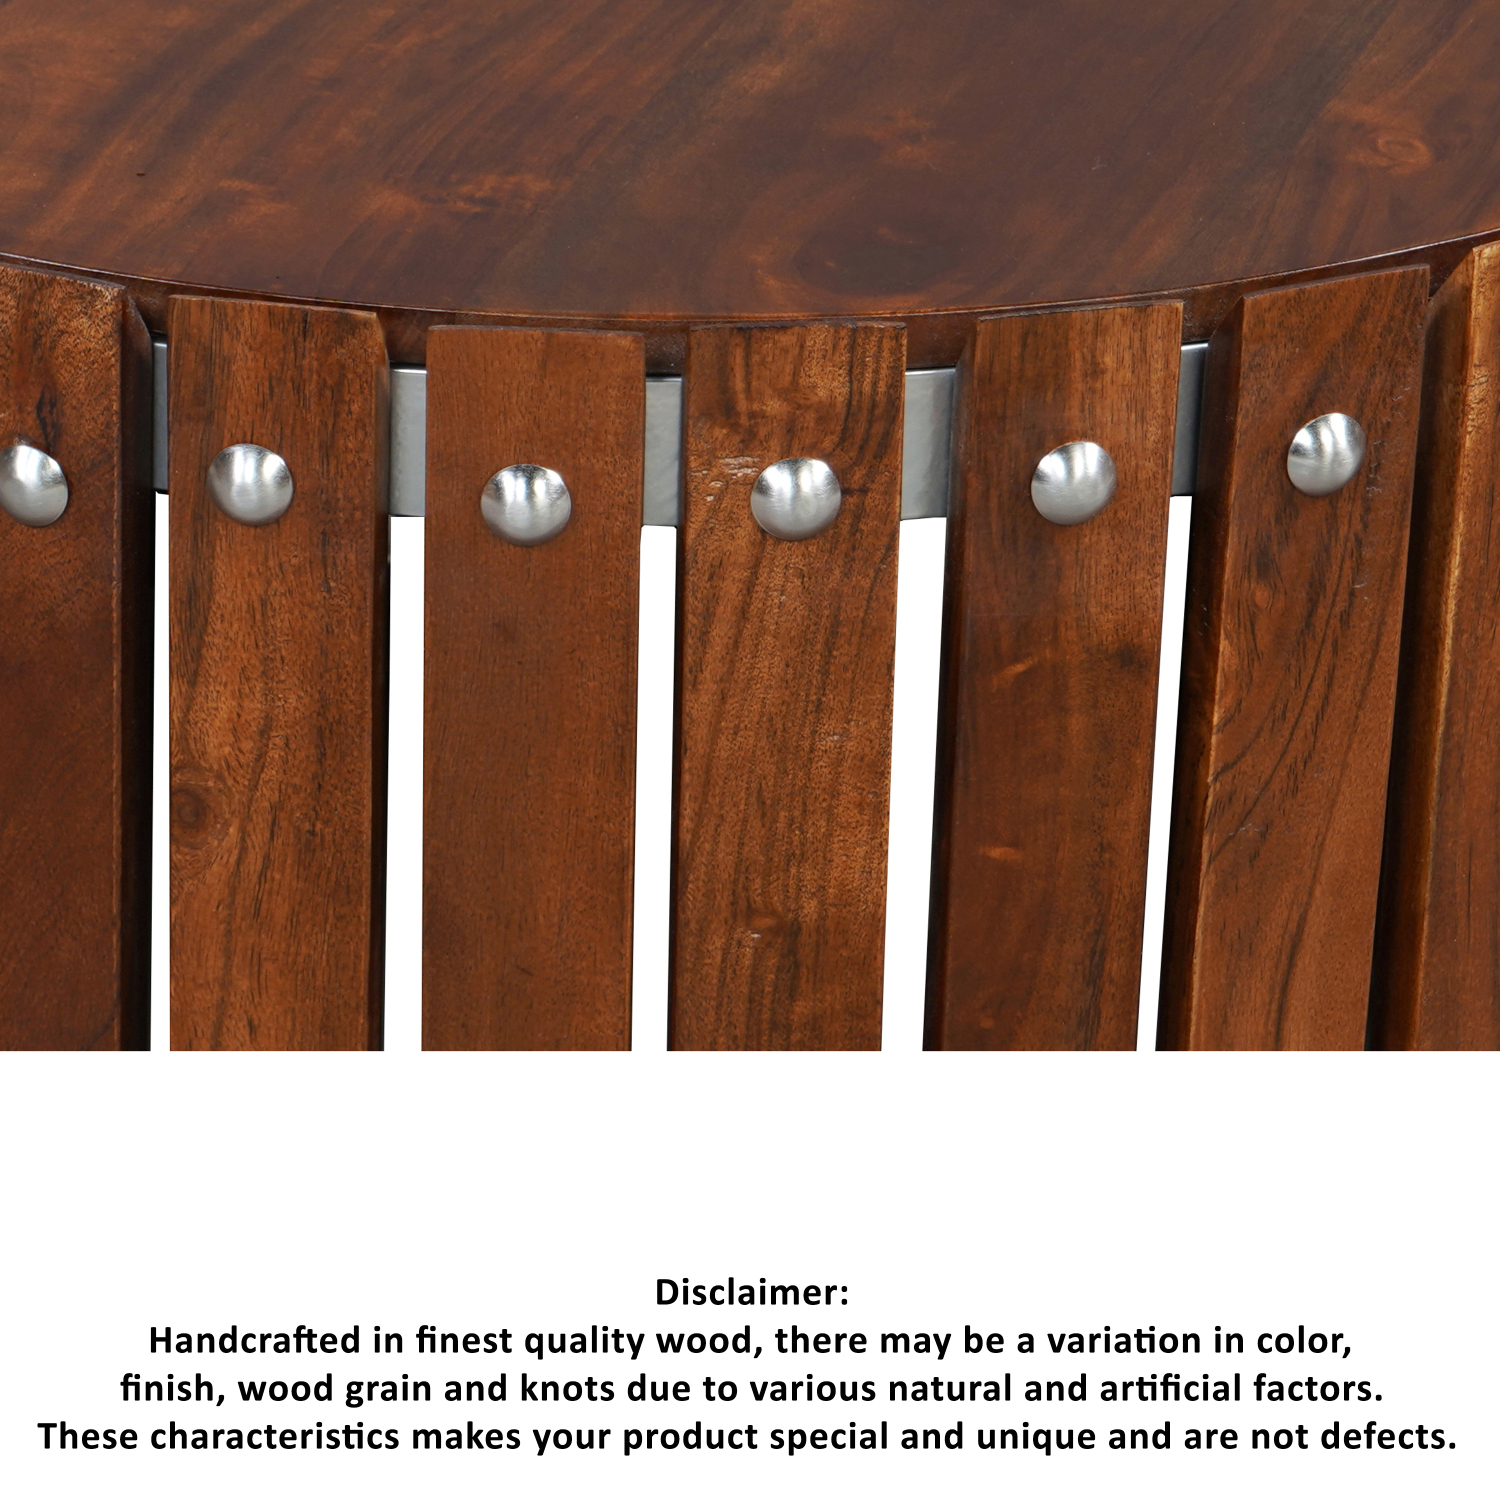 Disclaimer:
Handcrafted in finest quality wood, there may be a variation in color,
finish, wood grain and knots due to various natural and artificial factors.
These characteristics makes your product special and unique and are not defects.